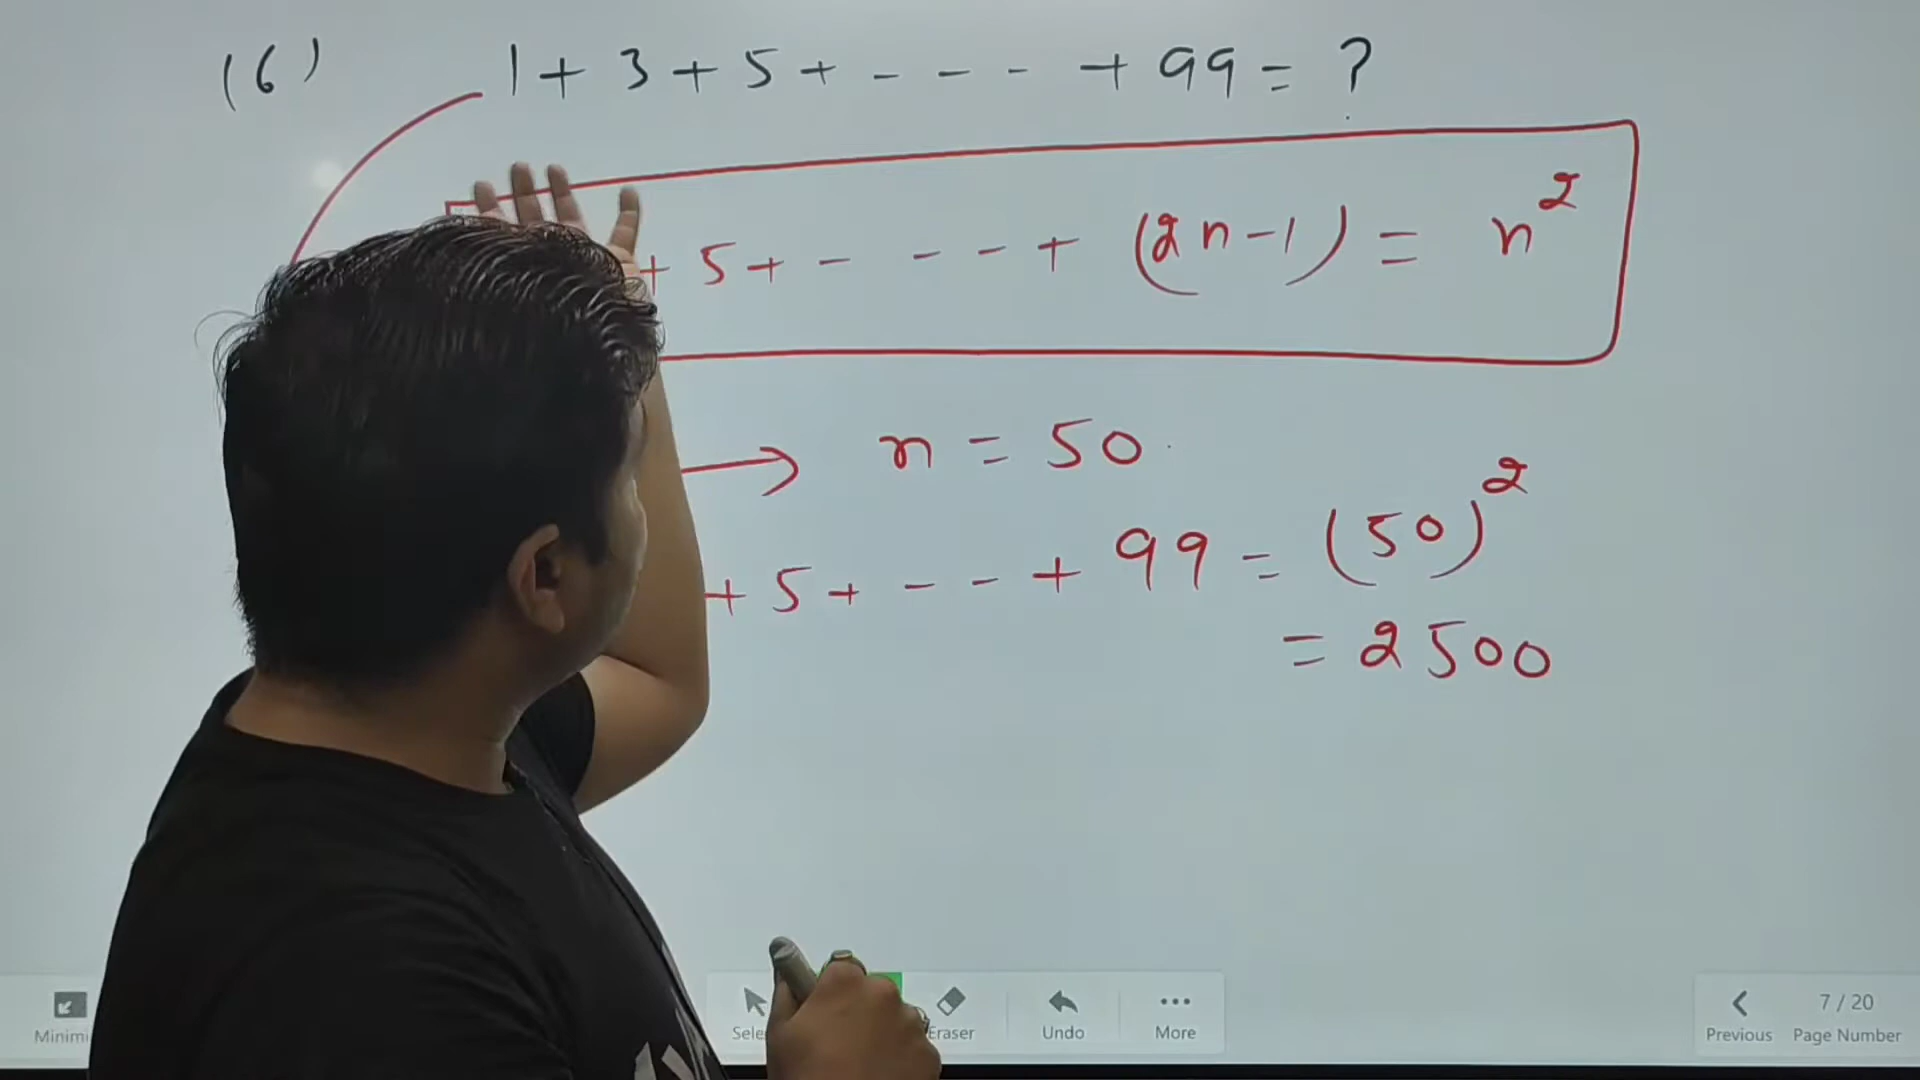 (6) 1 + 3 + 5 + - - - + 99 = ?
+ 5 + - - - + (2n-1) = n²
→ n = 50
+ 5 + - - + 99 = (50)²
= 2500
Minimi
Sele
Eraser
Undo
More
Previous
7 / 20
Page Number